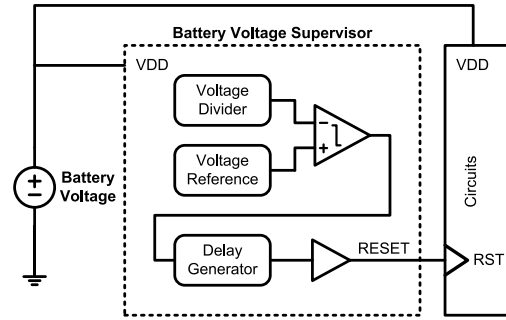 Battery Voltage Supervisor
VDD
VDD
Voltage
Divider
Voltage
Reference
Battery
Voltage
Circuits
Delay
Generator
RESET
RST